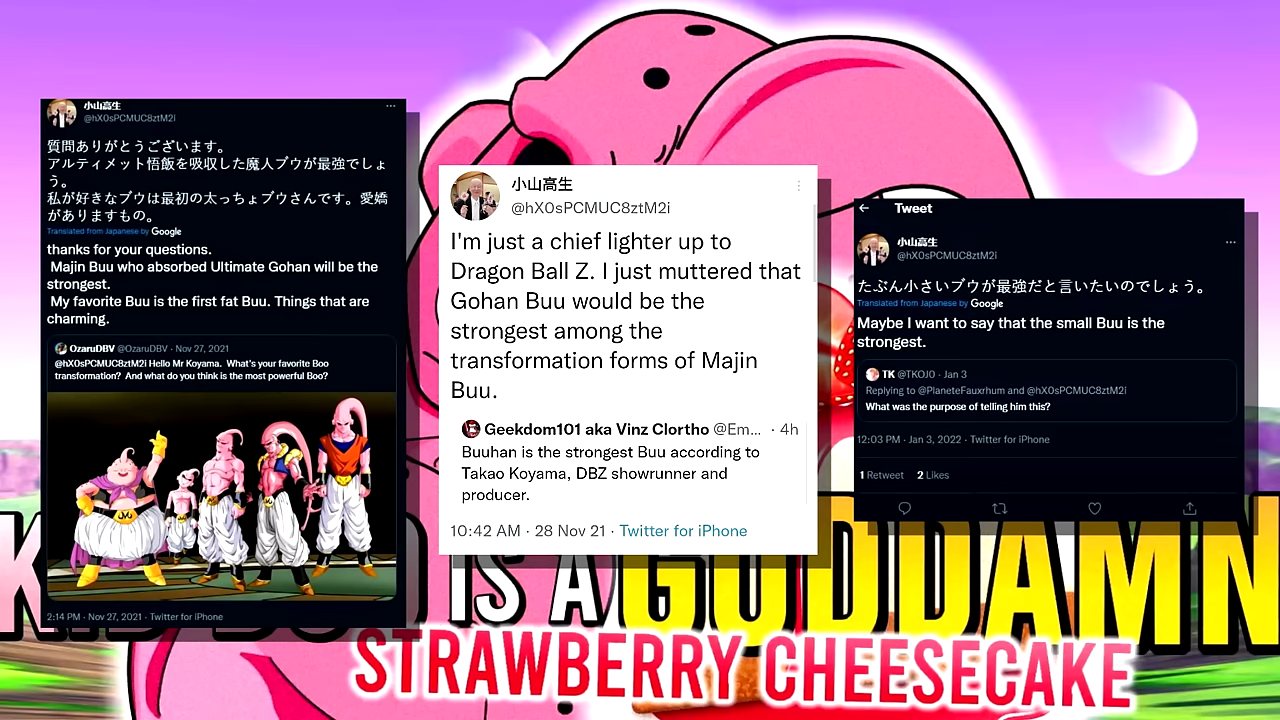 小山高生
@hX0sPCMUC8ztM2i
質問ありがとうございます。
アルティメット悟飯を吸収した魔人ブウが最強でしょ
う。
私が好きなブウは最初の太っちょブウさんです。愛嬌
がありますもの。
Translated from Japanese by Google
thanks for your questions.
Majin Buu who absorbed Ultimate Gohan will be the
strongest.
My favorite Buu is the first fat Buu. Things that are
charming.
OzaruDBV @OzaruDBV · Nov 27, 2021
@hX0sPCMUC8ztM2i Hello Mr Koyama. What's your favorite Boo
transformation? And what do you think is the most powerful Boo?
2:14 PM · Nov 27, 2021 · Twitter for iPhone
小山高生
@hX0sPCMUC8ztM2i
I'm just a chief lighter up to
Dragon Ball Z. I just muttered that
Gohan Buu would be the
strongest among the
transformation forms of Majin
Buu.
Geekdom101 aka Vinz Clortho @Em... · 4h
Buuhan is the strongest Buu according to
Takao Koyama, DBZ showrunner and
producer.
10:42 AM · 28 Nov 21 · Twitter for iPhone
Tweet
小山高生
@hX0sPCMUC8ztM2i
たぶん小さいブウが最強だと言いたいのでしょう。
Translated from Japanese by Google
Maybe I want to say that the small Buu is the
strongest.
TK @TKOJ0 · Jan 3
Replying to @PlaneteFauxrhum and @hX0sPCMUC8ztM2i
What was the purpose of telling him this?
12:03 PM · Jan 3, 2022 · Twitter for iPhone
1 Retweet 2 Likes
IS A GODDAMN
STRAWBERRY CHEESECAKE